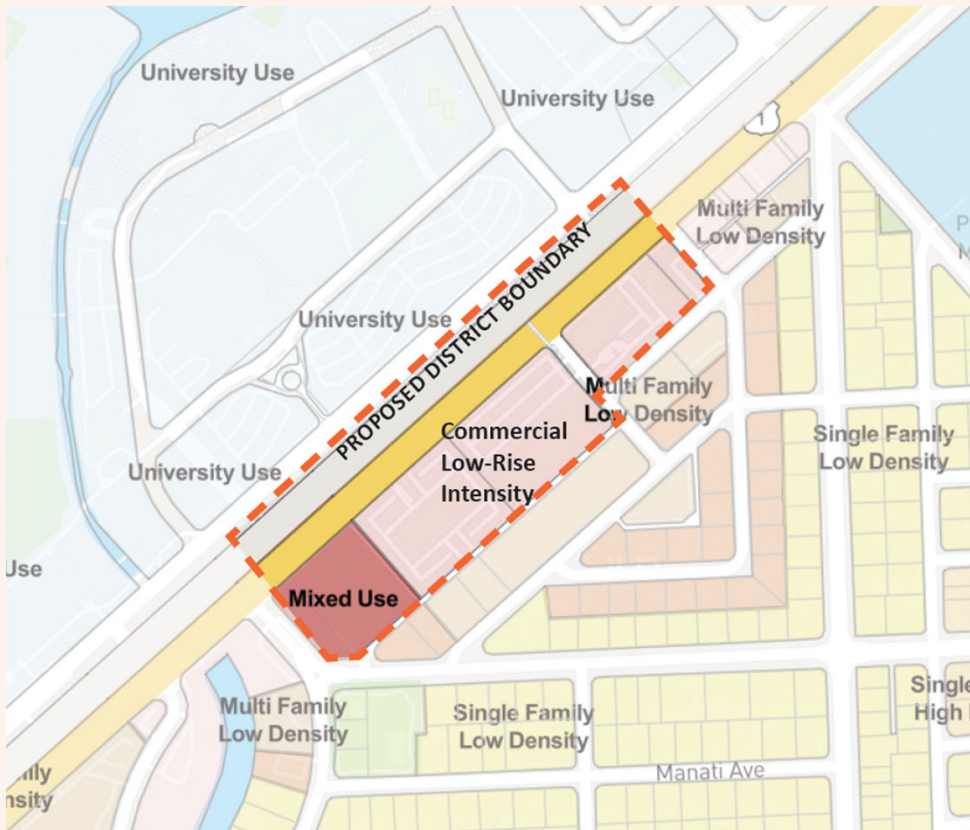 University Use
University Use
1
Multi Family
Low Density
PROPOSED DISTRICT BOUNDARY
University Use
Multi Family
Low Density
Commercial
Low-Rise
Intensity
University Use
Single Family
Low Density
Use
Mixed Use
Multi Family
Low Density
Single Family
Low Density
Single
High
Manati Ave